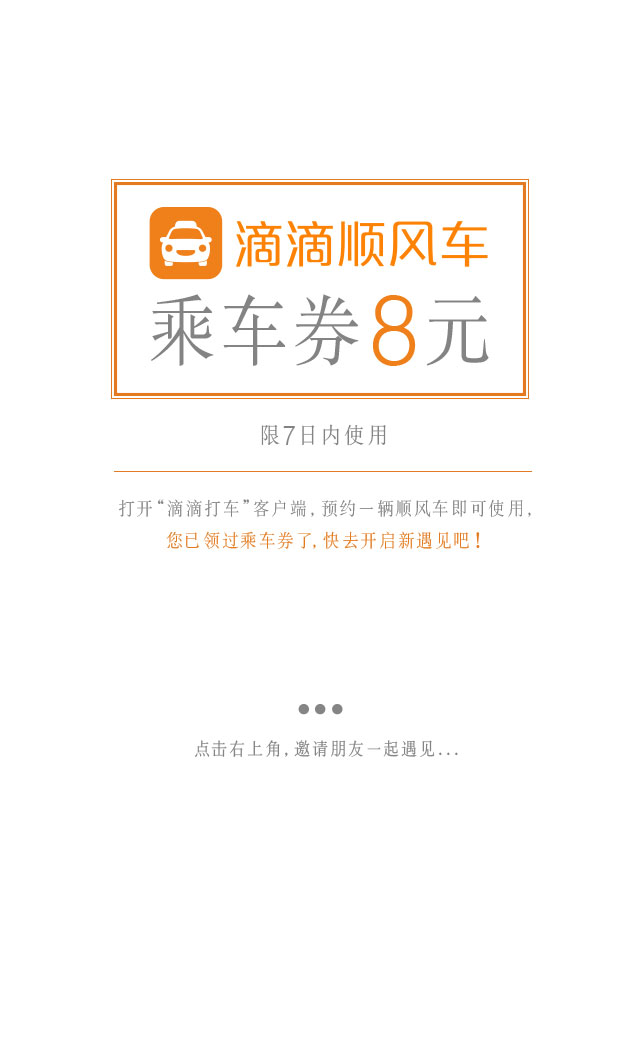 滴滴顺风车
乘车券8元
限7日内使用
打开“滴滴打车”客户端,预约一辆顺风车即可使用,
您已领过乘车券了,快去开启新遇见吧!
点击右上角,邀请朋友一起遇见...